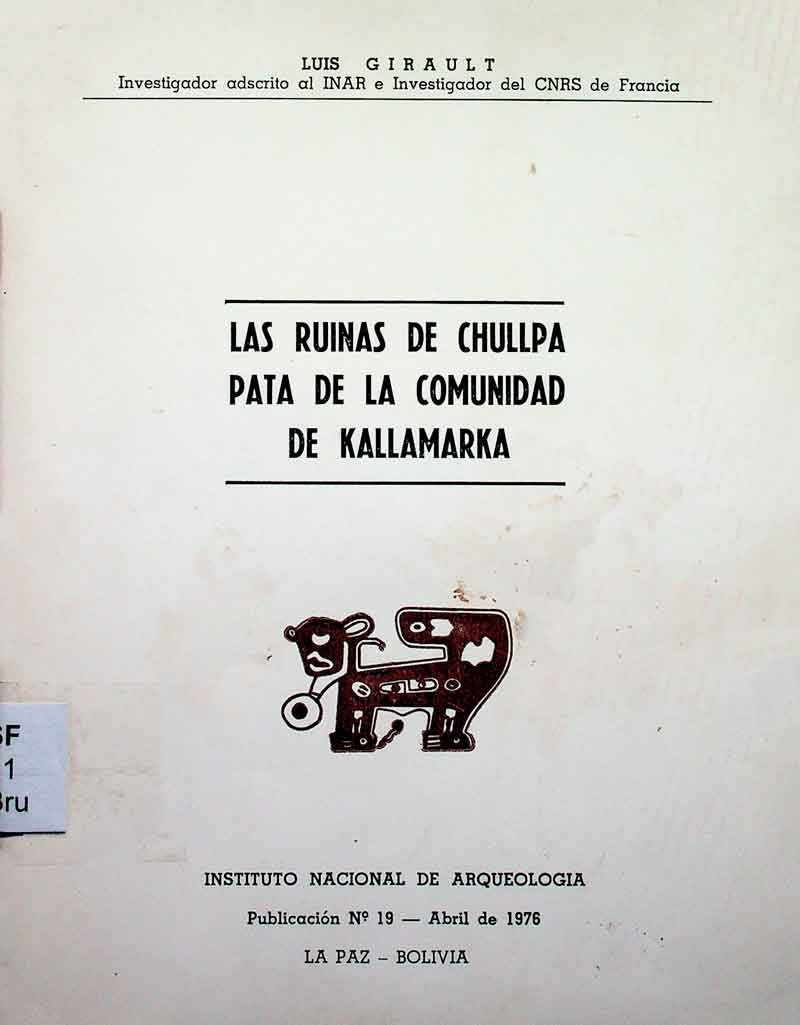 LUIS GIRAULT
Investigador adscrito al INAR e Investigador del CNRS de Francia
LAS RUINAS DE CHULLPA
PATA DE LA COMUNIDAD
DE KALLAMARKA
INSTITUTO NACIONAL DE ARQUEOLOGIA
Publicación Nº 19 — Abril de 1976
LA PAZ - BOLIVIA